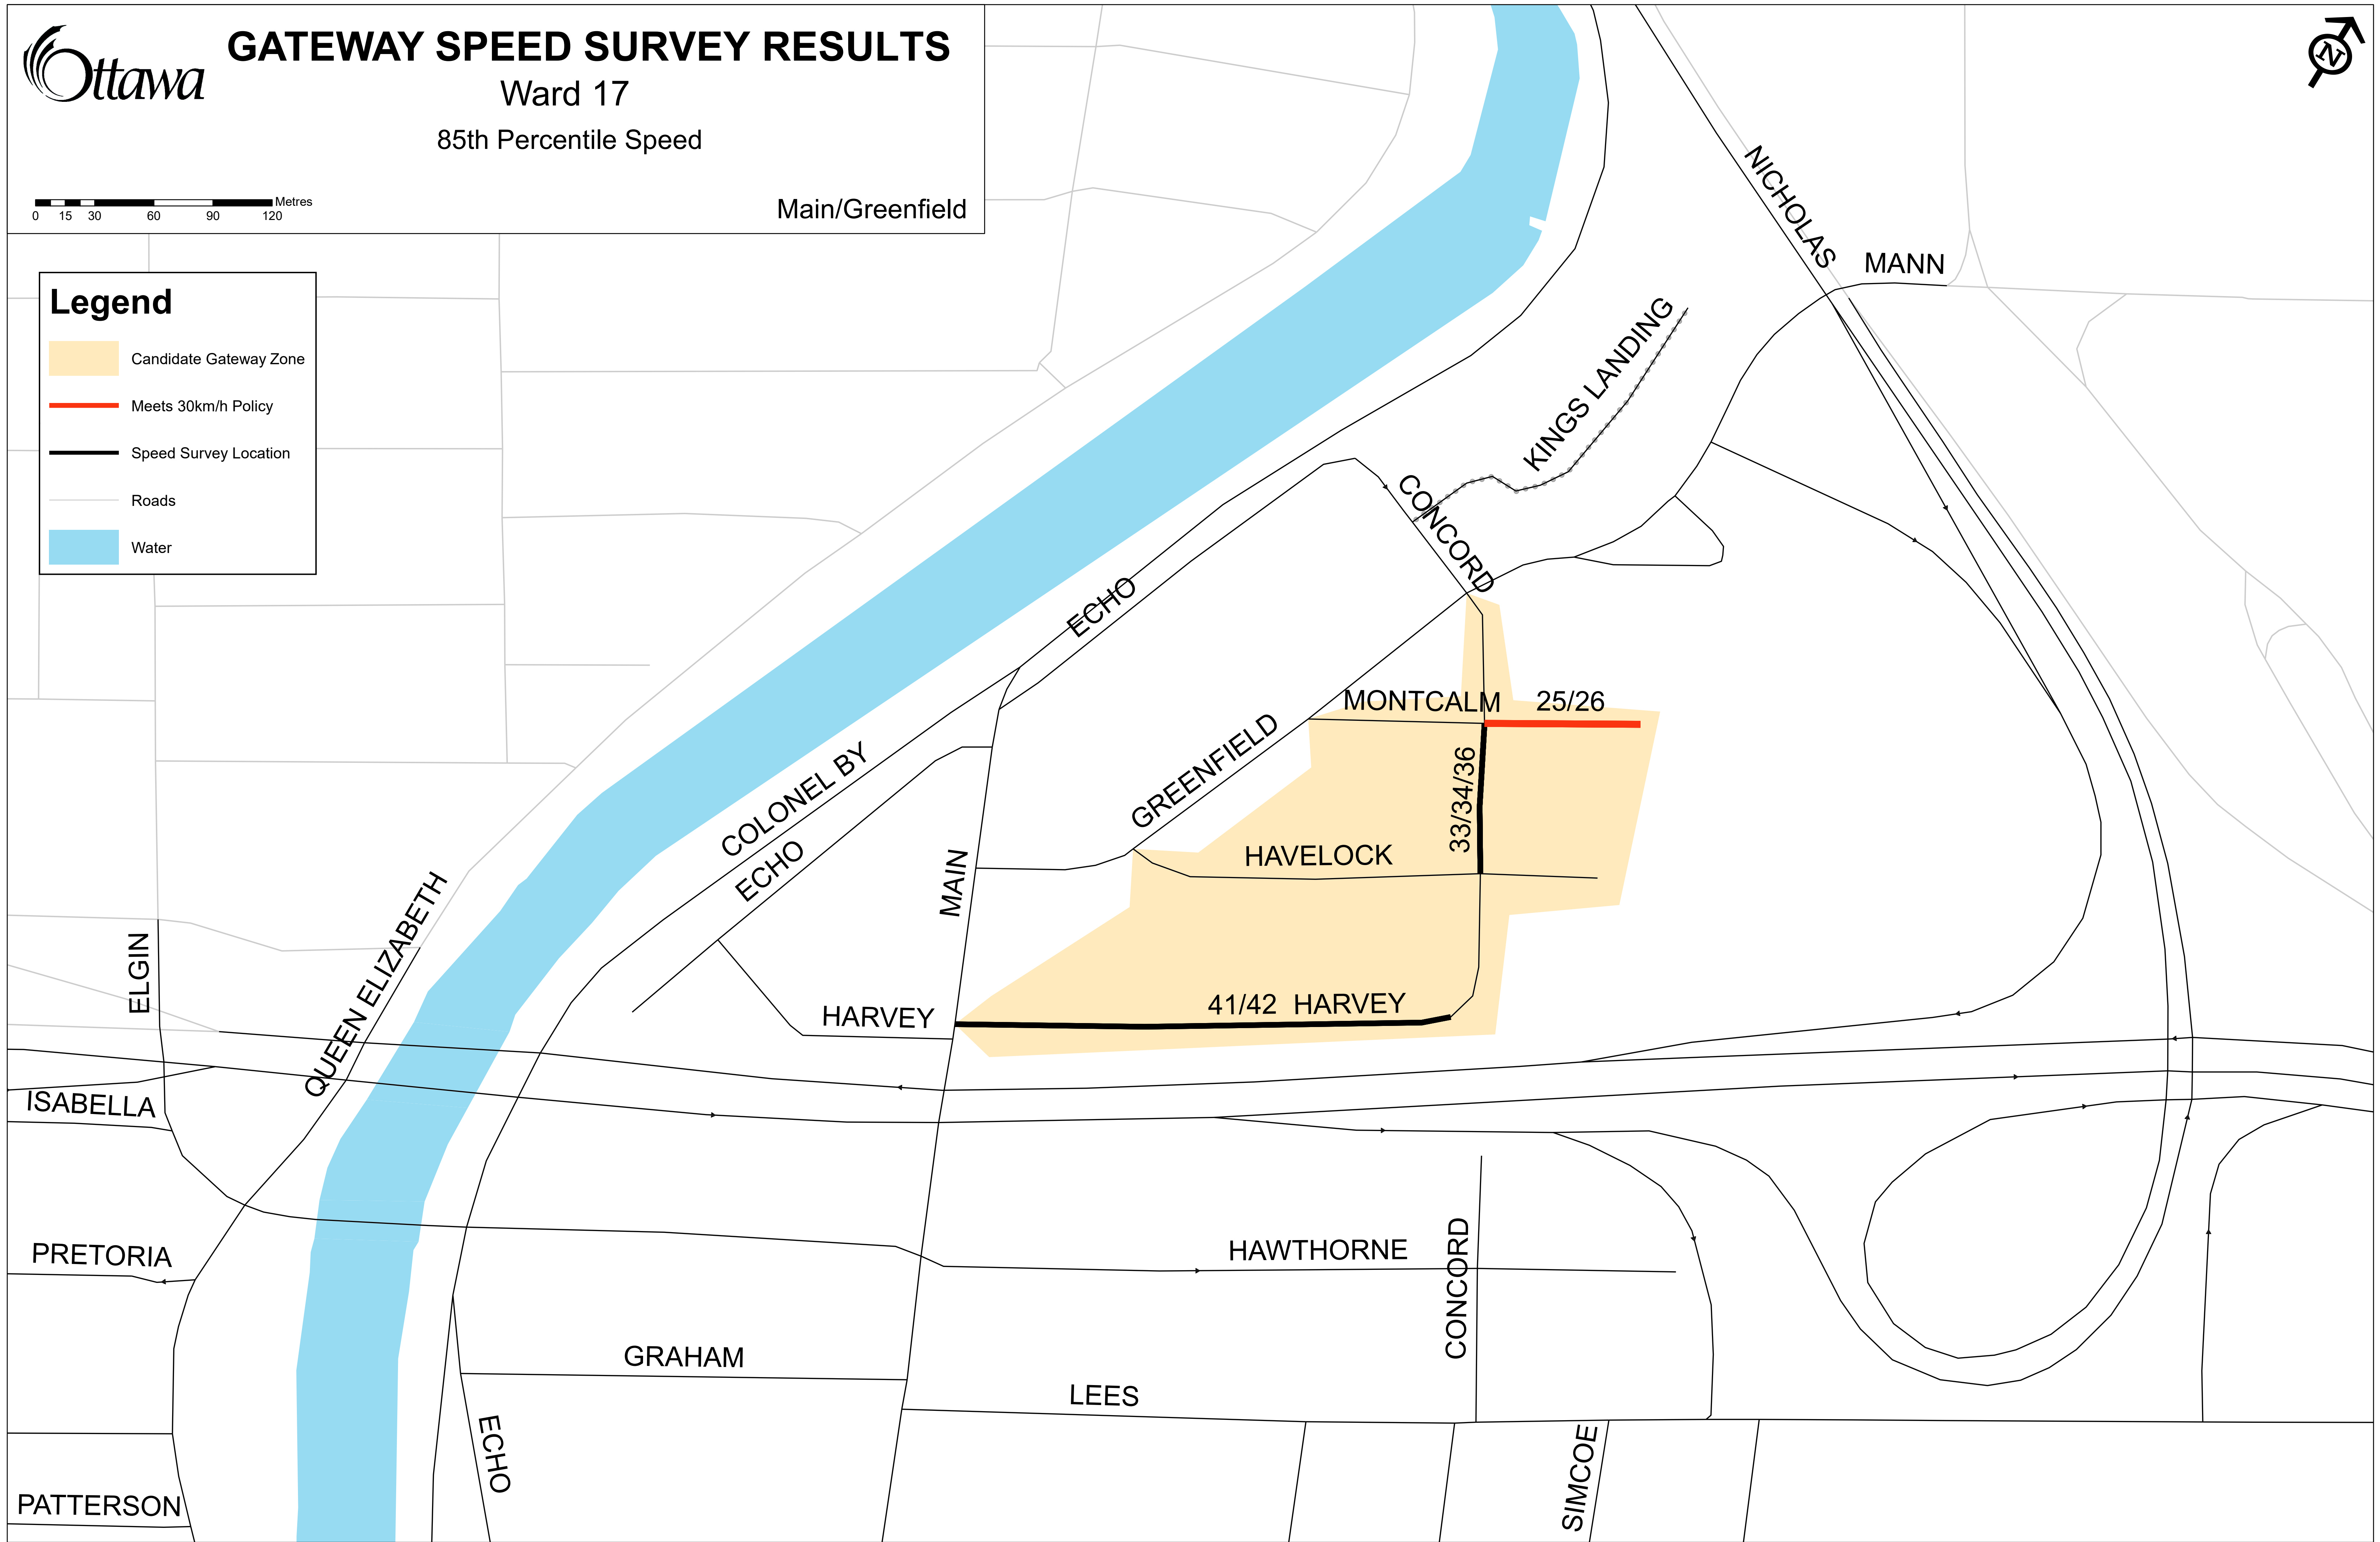 Ottawa
GATEWAY SPEED SURVEY RESULTS
Ward 17
85th Percentile Speed
Metres
0 15 30 60 90 120
Main/Greenfield
N
Legend
Candidate Gateway Zone
Meets 30km/h Policy
Speed Survey Location
Roads
Water
NICHOLAS
MANN
KINGS LANDING
CONCORD
ECHO
MONTCALM 25/26
GREENFIELD
33/34/36
COLONEL BY
ECHO
HAVELOCK
MAIN
ELGIN
QUEEN ELIZABETH
HARVEY
41/42 HARVEY
ISABELLA
PRETORIA
HAWTHORNE
CONCORD
GRAHAM
LEES
ECHO
SIMCOE
PATTERSON